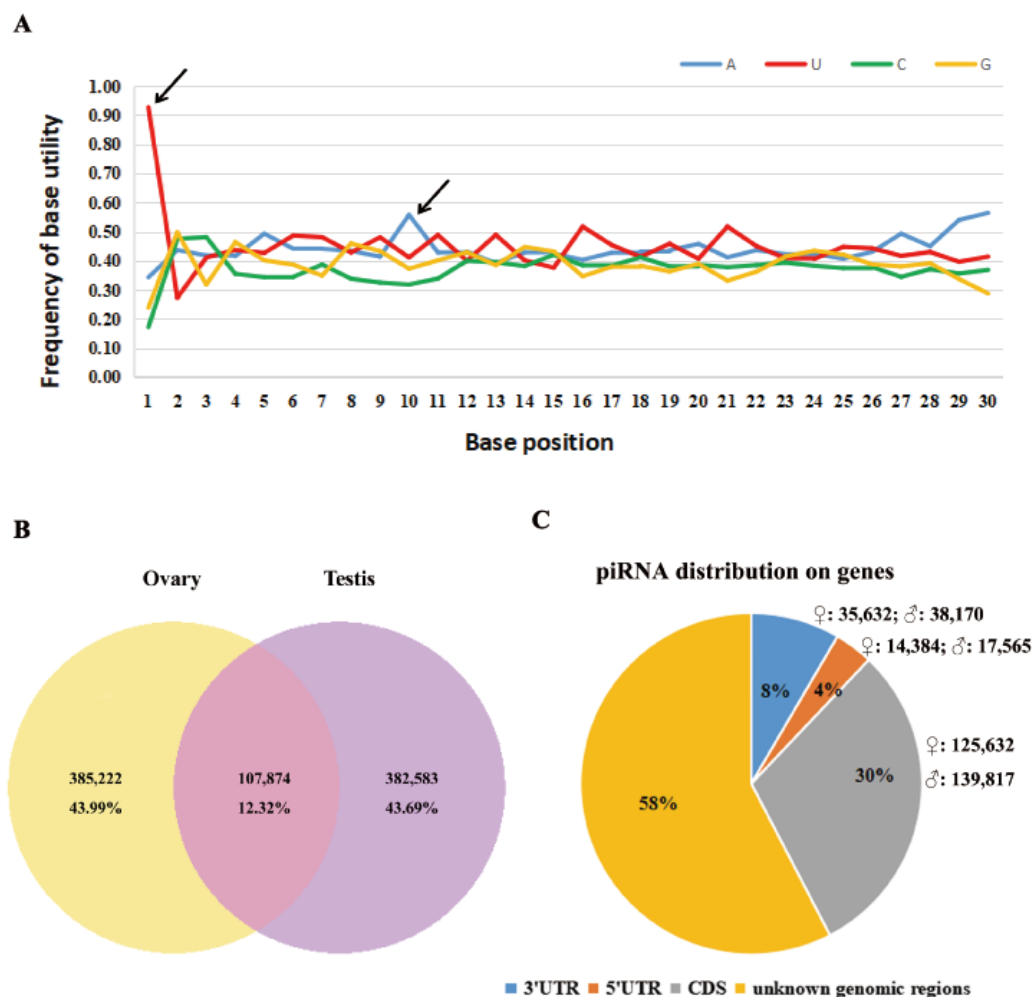 A
A U C G
1.00
0.90
0.80
0.70
0.60
0.50
0.40
0.30
0.20
0.10
0.00
Frequency of base utility
1 2 3 4 5 6 7 8 9 10 11 12 13 14 15 16 17 18 19 20 21 22 23 24 25 26 27 28 29 30
Base position
B
Ovary Testis
385,222
43.99%
107,874
12.32%
382,583
43.69%
C
piRNA distribution on genes
♀: 35,632; ♂: 38,170
♀: 14,384; ♂: 17,565
8%
4%
♀: 125,632
♂: 139,817
30%
58%
3'UTR 5'UTR CDS unknown genomic regions